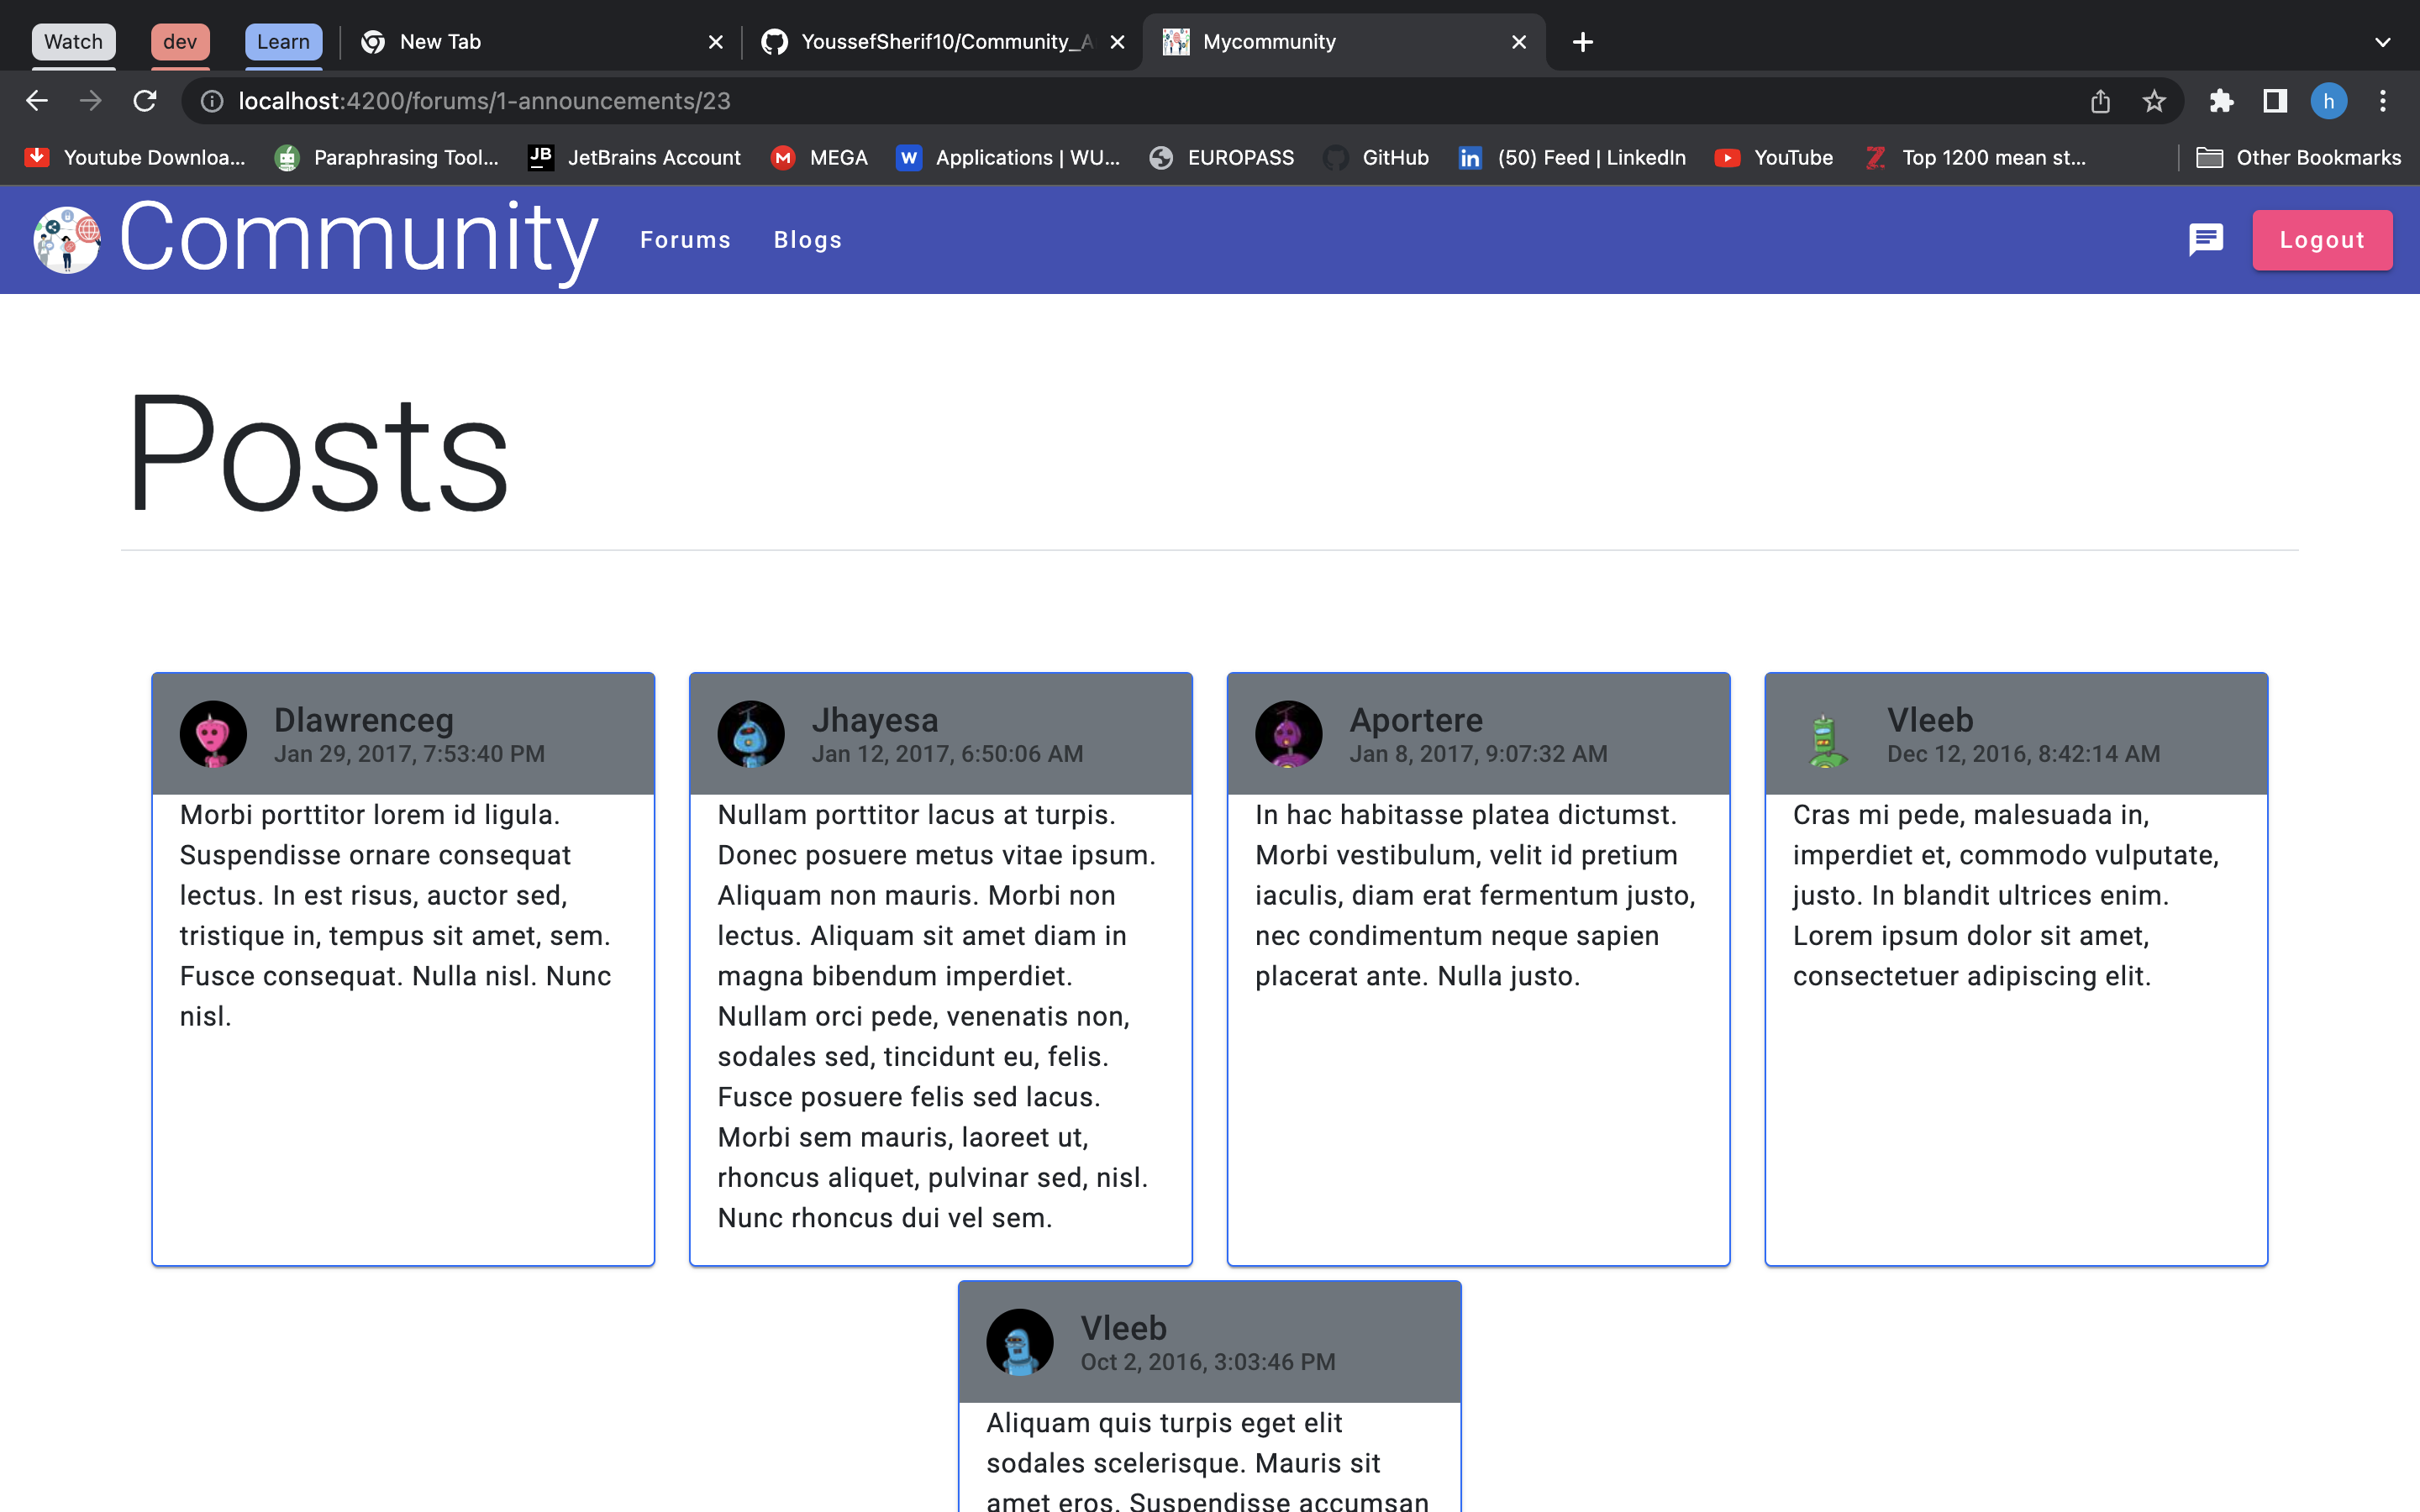 Watch dev Learn New Tab YoussefSherif10/Community_A Mycommunity
localhost:4200/forums/1-announcements/23 h
Youtube Downloa... Paraphrasing Tool... JB JetBrains Account M MEGA W Applications | WU... EUROPASS GitHub in (50) Feed | LinkedIn YouTube Z Top 1200 mean st... Other Bookmarks
Community Forums Blogs Logout
Posts
Dlawrenceg
Jan 29, 2017, 7:53:40 PM
Morbi porttitor lorem id ligula.
Suspendisse ornare consequat
lectus. In est risus, auctor sed,
tristique in, tempus sit amet, sem.
Fusce consequat. Nulla nisl. Nunc
nisl.
Jhayesa
Jan 12, 2017, 6:50:06 AM
Nullam porttitor lacus at turpis.
Donec posuere metus vitae ipsum.
Aliquam non mauris. Morbi non
lectus. Aliquam sit amet diam in
magna bibendum imperdiet.
Nullam orci pede, venenatis non,
sodales sed, tincidunt eu, felis.
Fusce posuere felis sed lacus.
Morbi sem mauris, laoreet ut,
rhoncus aliquet, pulvinar sed, nisl.
Nunc rhoncus dui vel sem.
Aportere
Jan 8, 2017, 9:07:32 AM
In hac habitasse platea dictumst.
Morbi vestibulum, velit id pretium
iaculis, diam erat fermentum justo,
nec condimentum neque sapien
placerat ante. Nulla justo.
Vleeb
Dec 12, 2016, 8:42:14 AM
Cras mi pede, malesuada in,
imperdiet et, commodo vulputate,
justo. In blandit ultrices enim.
Lorem ipsum dolor sit amet,
consectetuer adipiscing elit.
Vleeb
Oct 2, 2016, 3:03:46 PM
Aliquam quis turpis eget elit
sodales scelerisque. Mauris sit
amet eros. Suspendisse accumsan